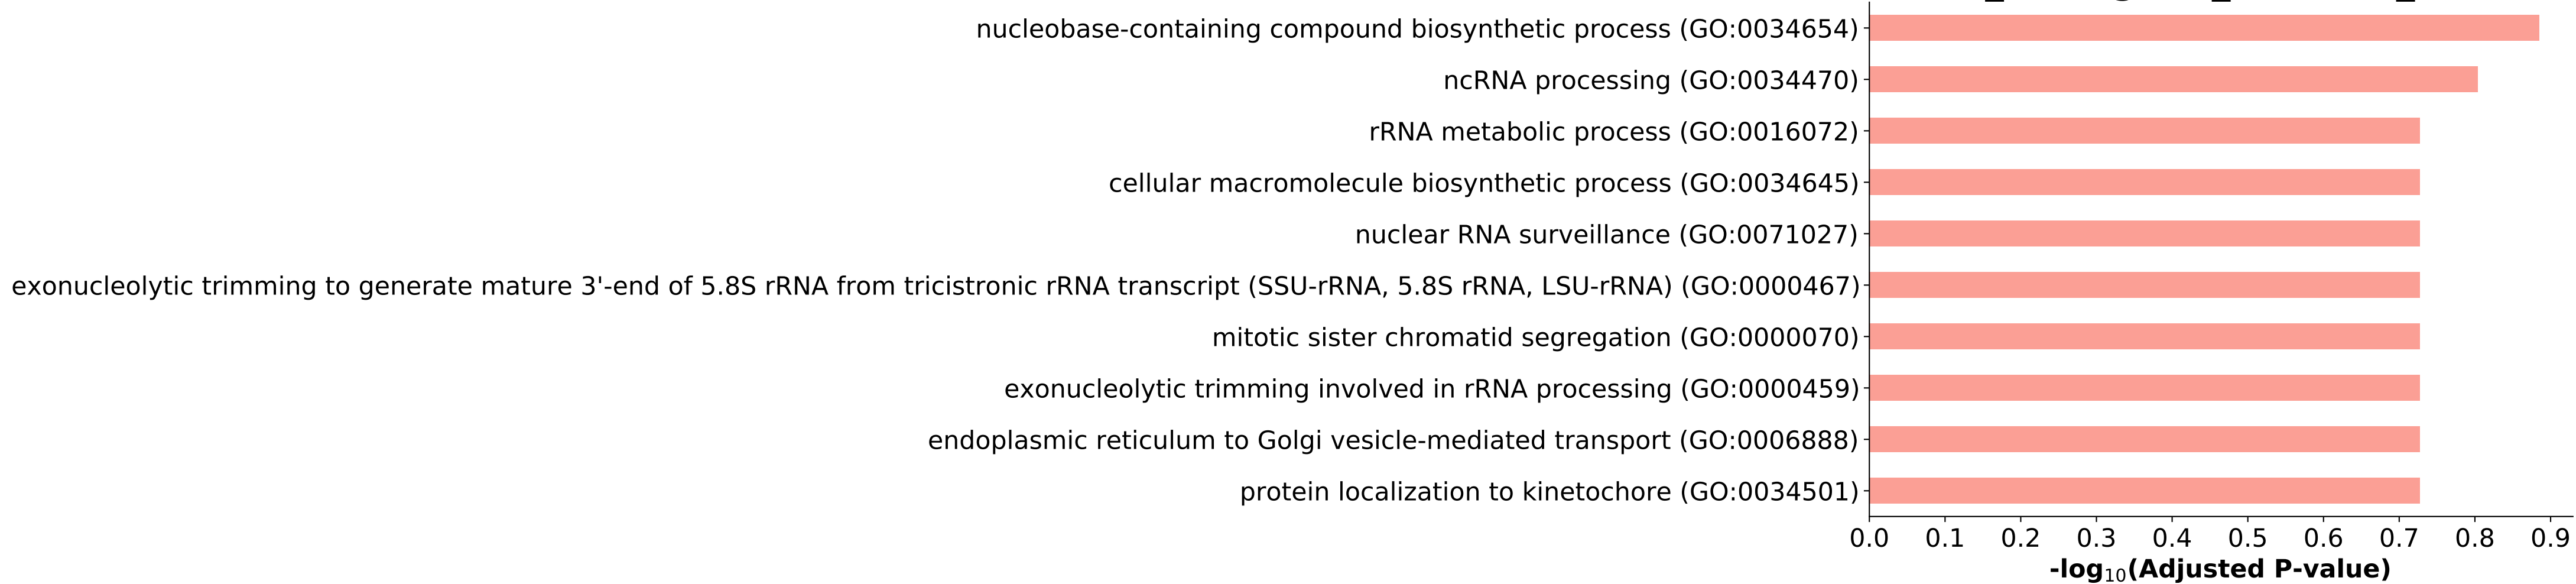 nucleobase-containing compound biosynthetic process (GO:0034654)
ncRNA processing (GO:0034470)
rRNA metabolic process (GO:0016072)
cellular macromolecule biosynthetic process (GO:0034645)
nuclear RNA surveillance (GO:0071027)
exonucleolytic trimming to generate mature 3'-end of 5.8S rRNA from tricistronic rRNA transcript (SSU-rRNA, 5.8S rRNA, LSU-rRNA) (GO:0000467)
mitotic sister chromatid segregation (GO:0000070)
exonucleolytic trimming involved in rRNA processing (GO:0000459)
endoplasmic reticulum to Golgi vesicle-mediated transport (GO:0006888)
protein localization to kinetochore (GO:0034501)
0.0 0.1 0.2 0.3 0.4 0.5 0.6 0.7 0.8 0.9
-log₁₀(Adjusted P-value)